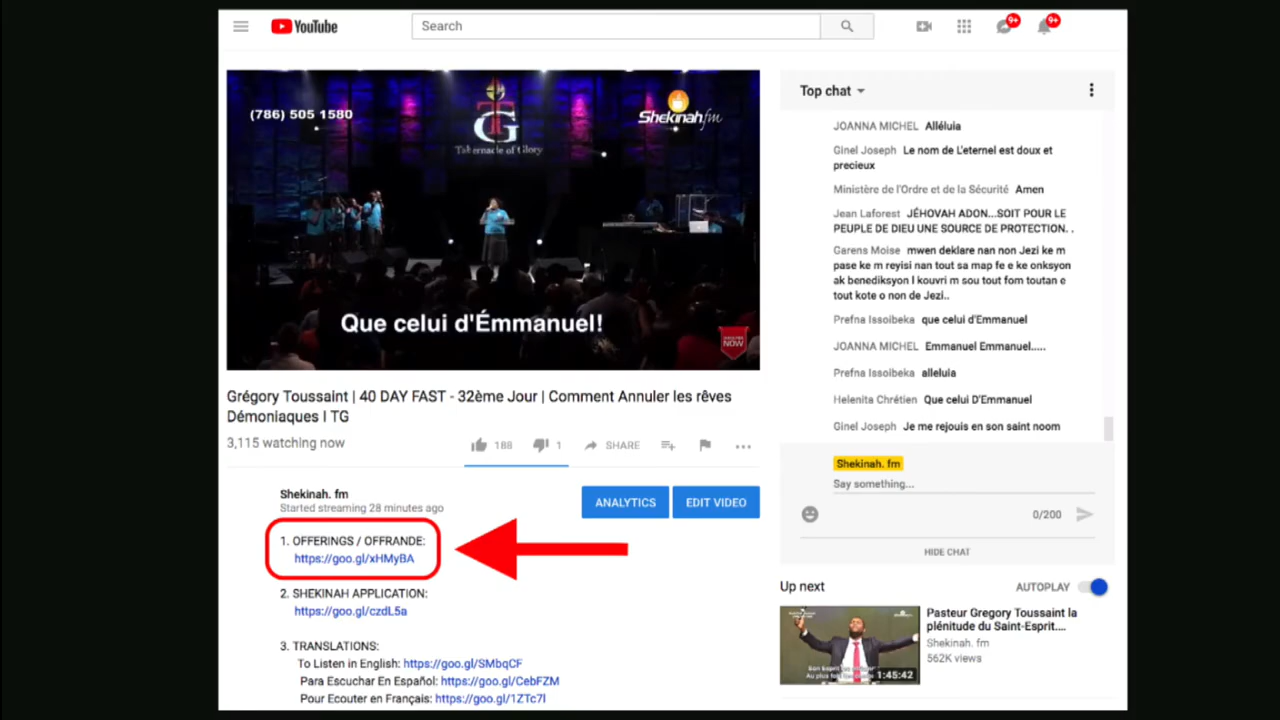 YouTube
Search
9+
9+
(786) 505 1580
TG
Tabernacle of Glory
Shekinah.fm
Que celui d'Émmanuel!
NOW
Grégory Toussaint | 40 DAY FAST - 32ème Jour | Comment Annuler les rêves
Démoniaques I TG
3,115 watching now
188
1
SHARE
Shekinah. fm
Started streaming 28 minutes ago
ANALYTICS
EDIT VIDEO
1. OFFERINGS / OFFRANDE:
https://goo.gl/xHMyBA
2. SHEKINAH APPLICATION:
https://goo.gl/czdL5a
3. TRANSLATIONS:
To Listen in English: https://goo.gl/SMbqCF
Para Escuchar En Español: https://goo.gl/CebFZM
Pour Ecouter en Français: https://goo.gl/1ZTc7l
Top chat
JOANNA MICHEL Alléluia
Ginel Joseph Le nom de L'eternel est doux et
precieux
Ministère de l'Ordre et de la Sécurité Amen
Jean Laforest JÉHOVAH ADON...SOIT POUR LE
PEUPLE DE DIEU UNE SOURCE DE PROTECTION. .
Garens Moise mwen deklare nan non Jezi ke m
pase ke m reyisi nan tout sa map fe e ke onksyon
ak benediksyon l kouvri m sou tout fom toutan e
tout kote o non de Jezi..
Prefna Issoibeka que celui d'Emmanuel
JOANNA MICHEL Emmanuel Emmanuel.....
Prefna Issoibeka alleluia
Helenita Chrétien Que celui D'Emmanuel
Ginel Joseph Je me rejouis en son saint noom
Shekinah. fm
Say something...
0/200
HIDE CHAT
Up next
AUTOPLAY
Pasteur Gregory Toussaint la
plénitude du Saint-Esprit....
Shekinah. fm
562K views
1:45:42